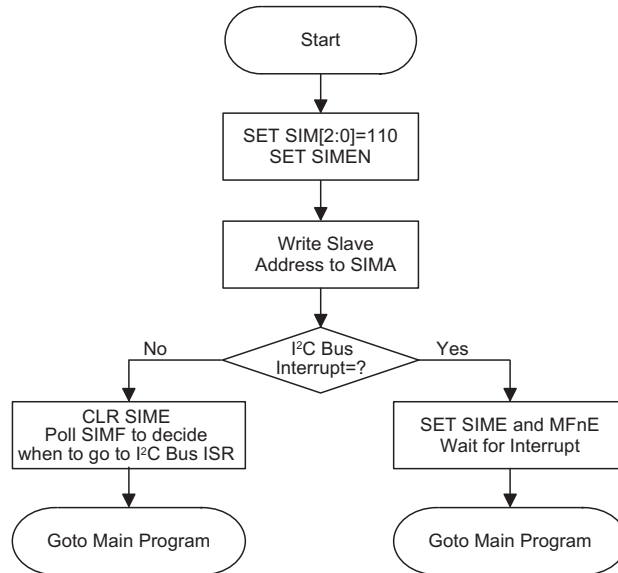 Start
SET SIM[2:0]=110
SET SIMEN
Write Slave
Address to SIMA
I²C Bus
Interrupt=?
No
Yes
CLR SIME
Poll SIMF to decide
when to go to I²C Bus ISR
SET SIME and MFnE
Wait for Interrupt
Goto Main Program
Goto Main Program